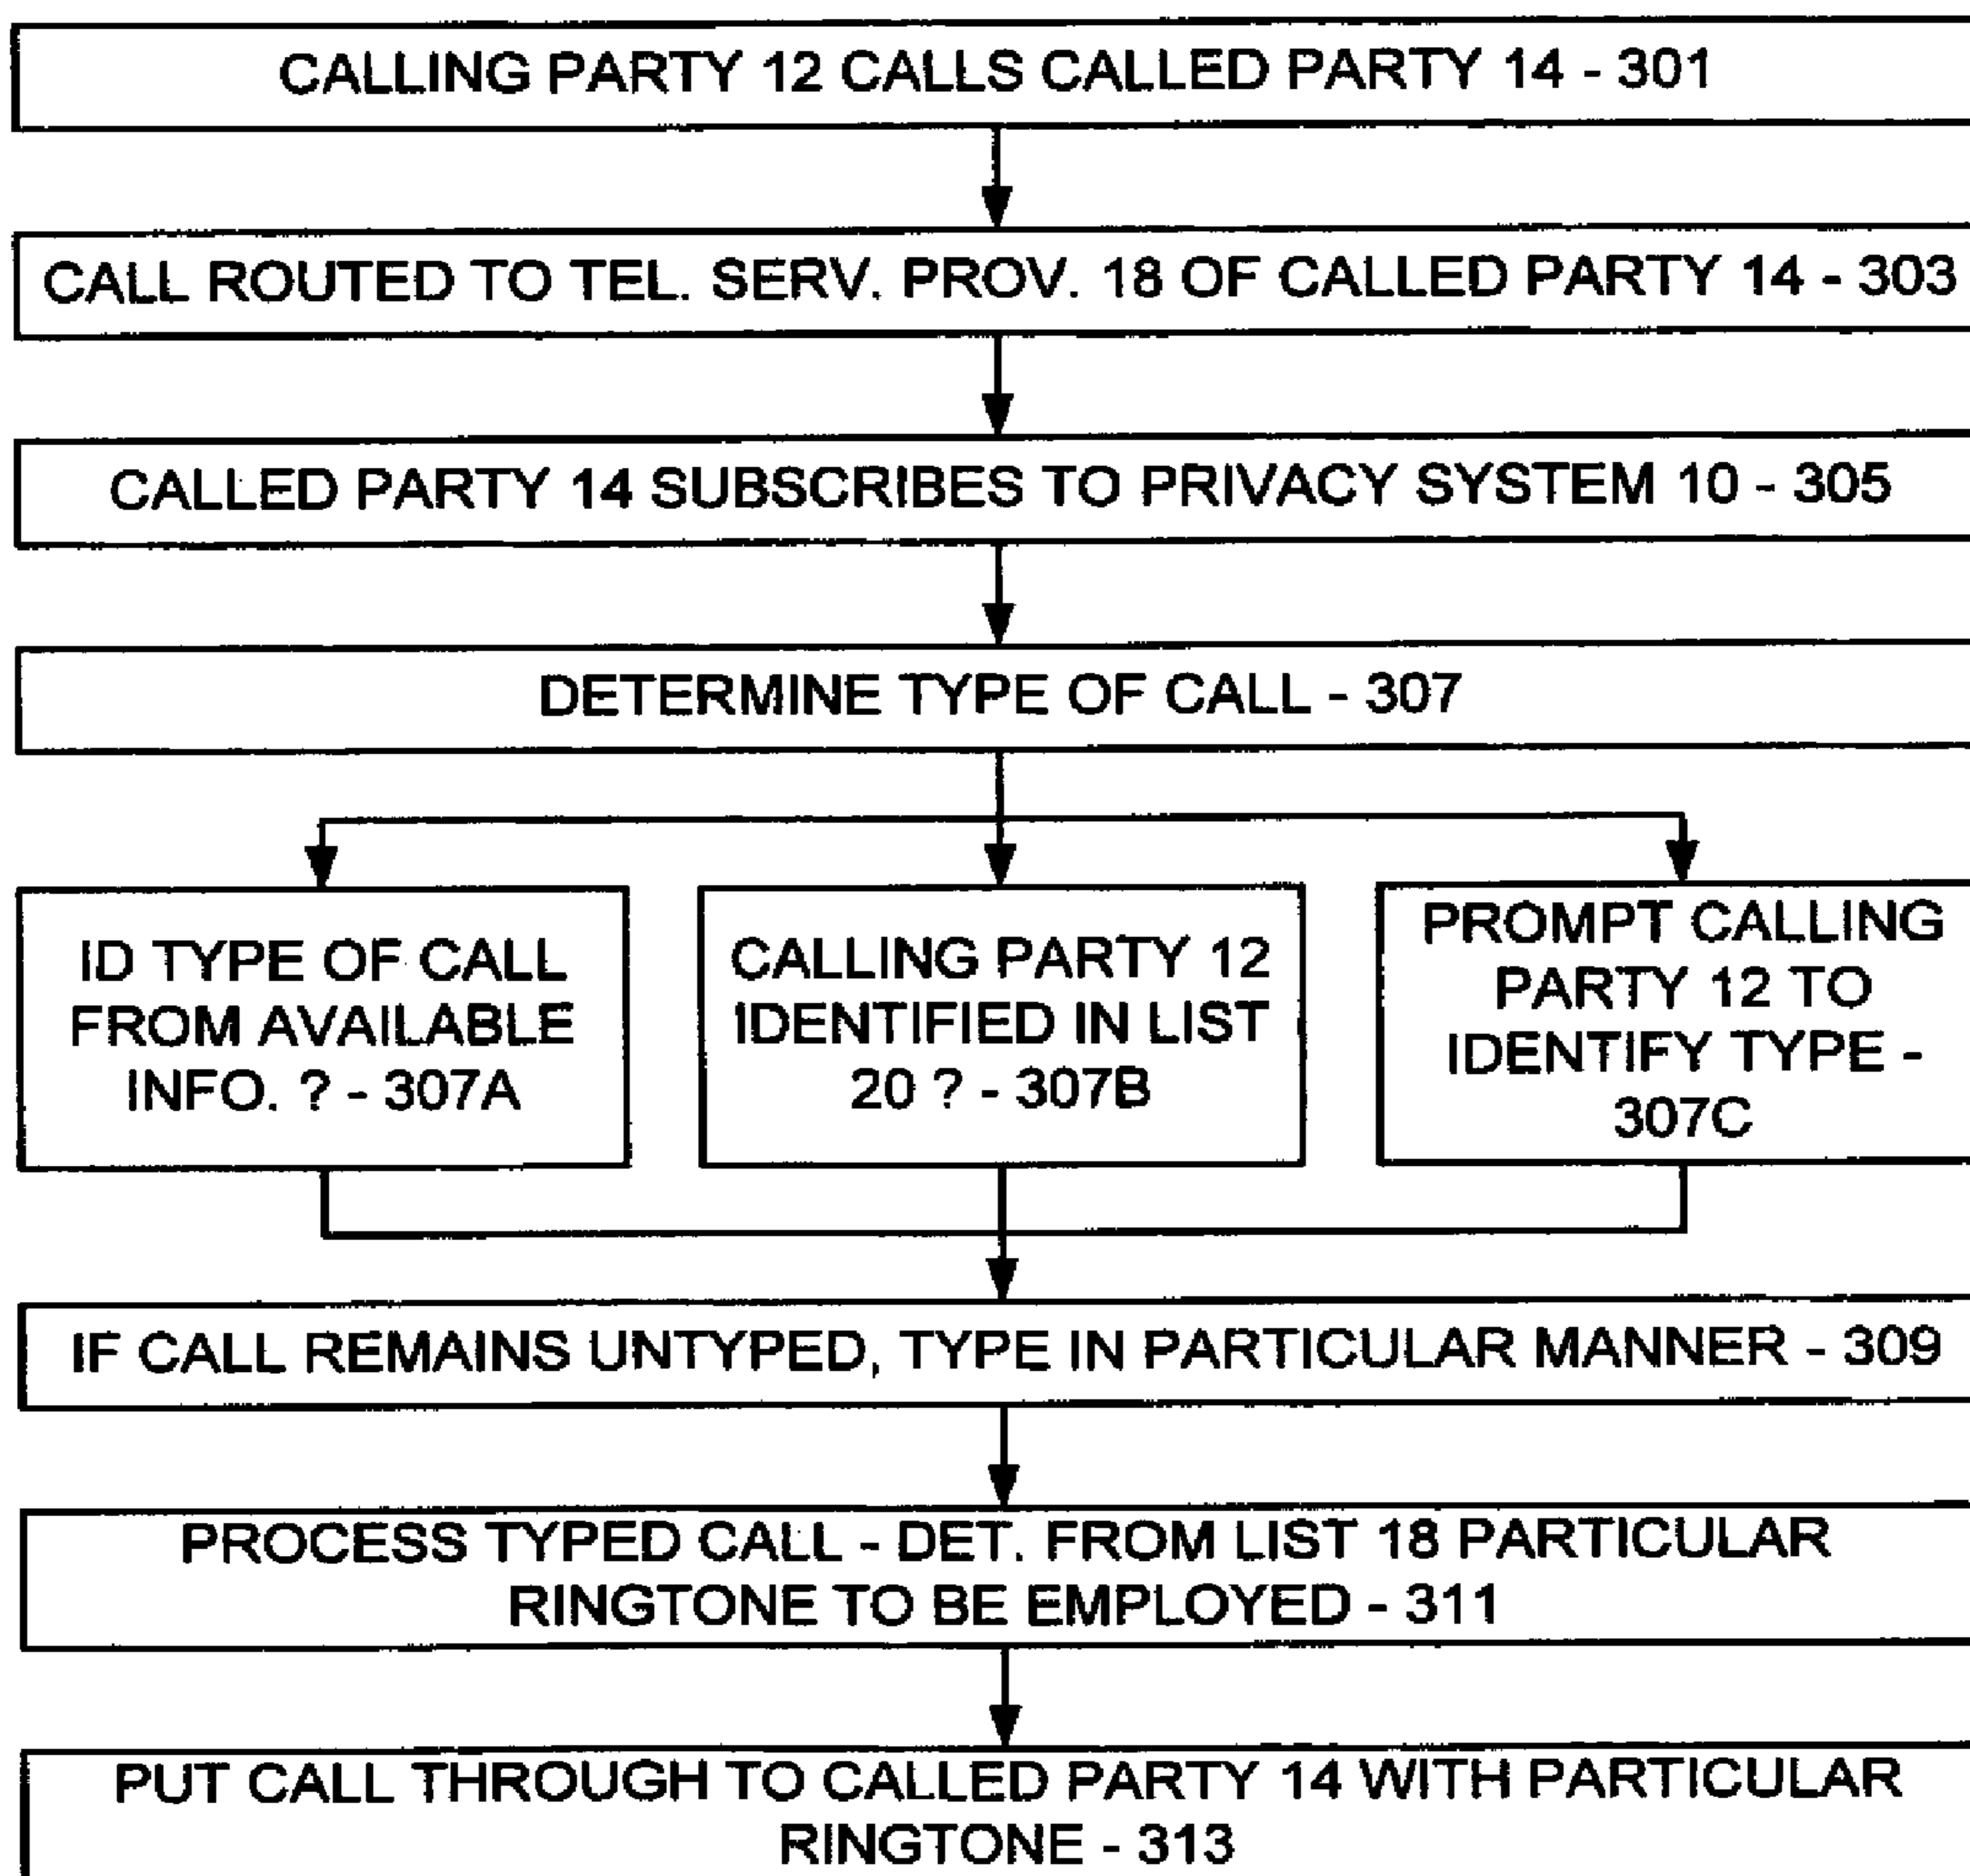 CALLING PARTY 12 CALLS CALLED PARTY 14 - 301
CALL ROUTED TO TEL. SERV. PROV. 18 OF CALLED PARTY 14 - 303
CALLED PARTY 14 SUBSCRIBES TO PRIVACY SYSTEM 10 - 305
DETERMINE TYPE OF CALL - 307
ID TYPE OF CALL
FROM AVAILABLE
INFO. ? - 307A
CALLING PARTY 12
IDENTIFIED IN LIST
20 ? - 307B
PROMPT CALLING
PARTY 12 TO
IDENTIFY TYPE -
307C
IF CALL REMAINS UNTYPED, TYPE IN PARTICULAR MANNER - 309
PROCESS TYPED CALL - DET. FROM LIST 18 PARTICULAR
RINGTONE TO BE EMPLOYED - 311
PUT CALL THROUGH TO CALLED PARTY 14 WITH PARTICULAR
RINGTONE - 313